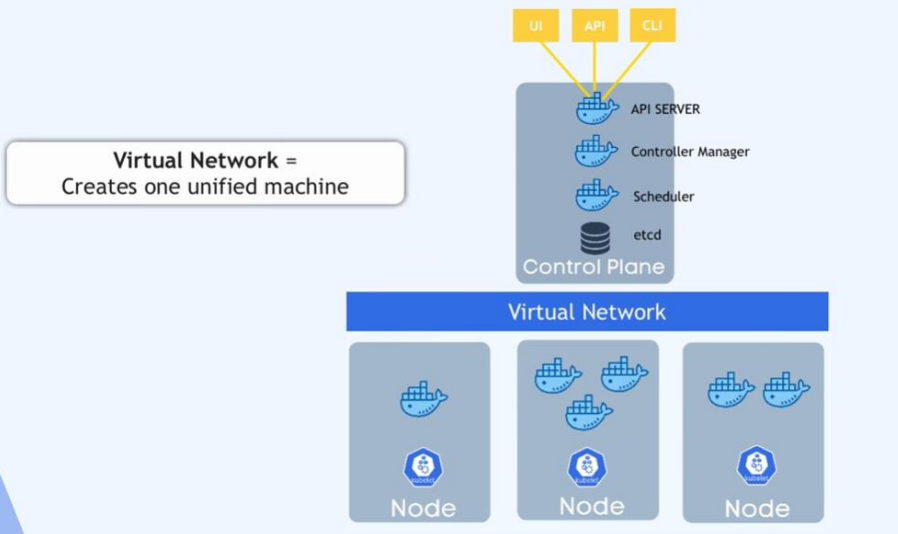 UI
API
CLI
API SERVER
Controller Manager
Scheduler
etcd
Control Plane
Virtual Network =
Creates one unified machine
Virtual Network
kubelet
kubelet
kubelet
Node
Node
Node